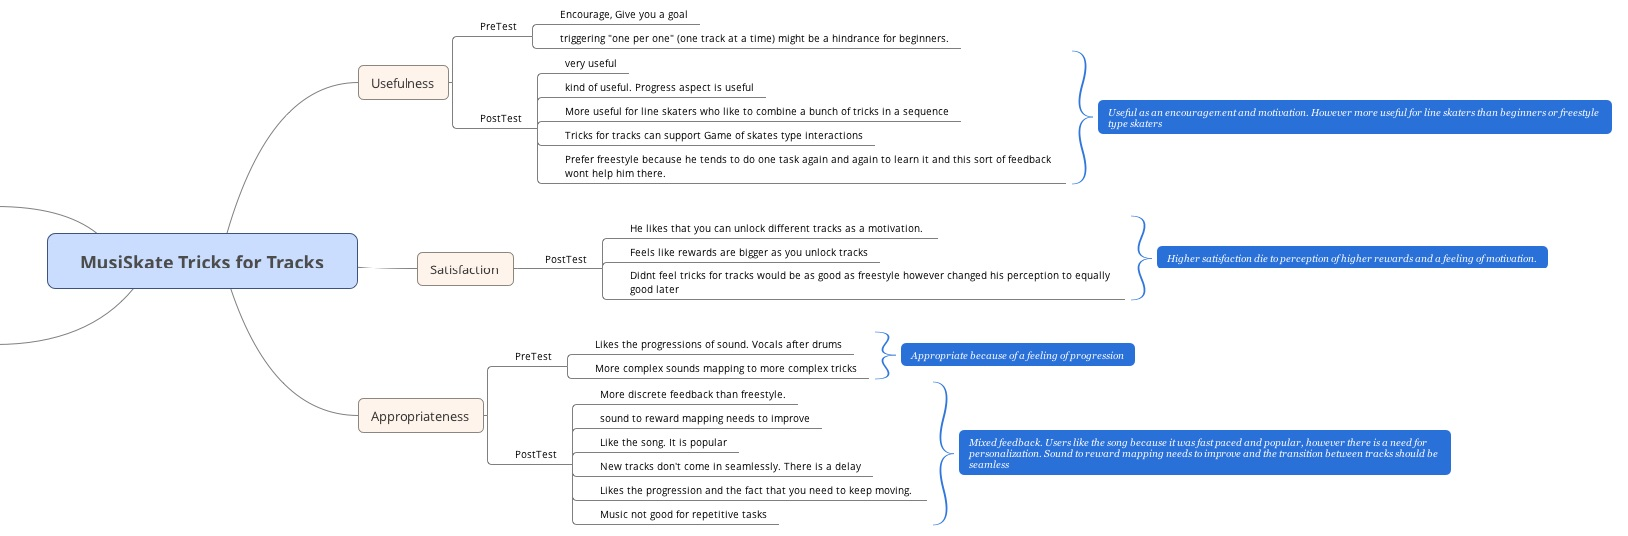 MusiSkate Tricks for Tracks
Usefulness
PreTest
Encourage, Give you a goal
triggering "one per one" (one track at a time) might be a hindrance for beginners.
PostTest
very useful
kind of useful. Progress aspect is useful
More useful for line skaters who like to combine a bunch of tricks in a sequence
Tricks for tracks can support Game of skates type interactions
Prefer freestyle because he tends to do one task again and again to learn it and this sort of feedback
wont help him there.
Useful as an encouragement and motivation. However more useful for line skaters than beginners or freestyle
type skaters
Satisfaction
PostTest
He likes that you can unlock different tracks as a motivation.
Feels like rewards are bigger as you unlock tracks
Didnt feel tricks for tracks would be as good as freestyle however changed his perception to equally
good later
Higher satisfaction die to perception of higher rewards and a feeling of motivation.
Appropriateness
PreTest
Likes the progressions of sound. Vocals after drums
More complex sounds mapping to more complex tricks
Appropriate because of a feeling of progression
PostTest
More discrete feedback than freestyle.
sound to reward mapping needs to improve
Like the song. It is popular
New tracks don't come in seamlessly. There is a delay
Likes the progression and the fact that you need to keep moving.
Music not good for repetitive tasks
Mixed feedback. Users like the song because it was fast paced and popular, however there is a need for
personalization. Sound to reward mapping needs to improve and the transition between tracks should be
seamless